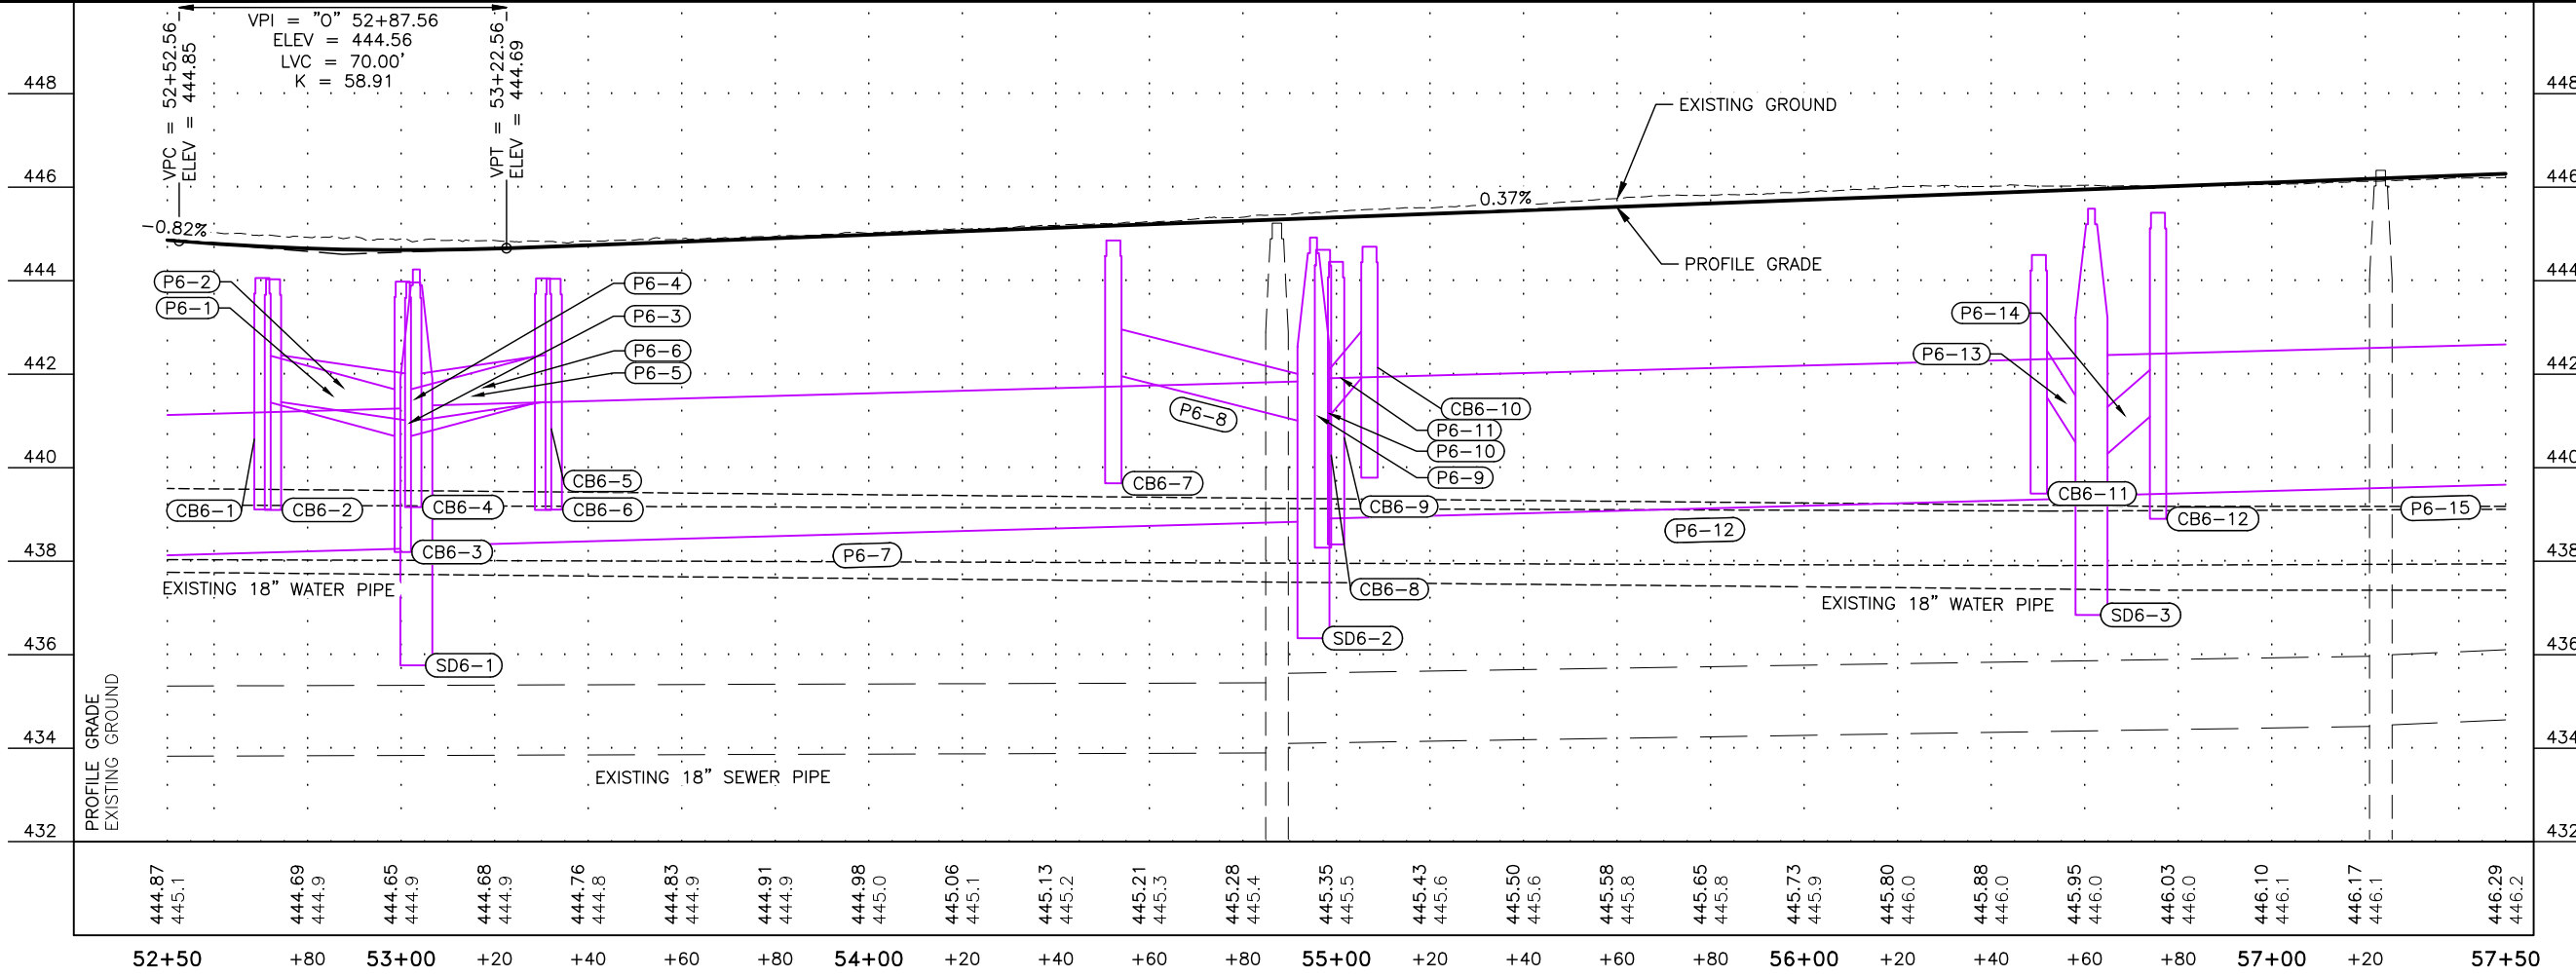 VPC = 52+52.56
ELEV = 444.85
VPI = "O" 52+87.56
ELEV = 444.56
LVC = 70.00'
K = 58.91
VPT = 53+22.56
ELEV = 444.69
448
448
446
446
444
444
442
442
440
440
438
438
436
436
434
434
432
432
EXISTING GROUND
0.37%
PROFILE GRADE
-0.82%
P6-2
P6-1
P6-4
P6-3
P6-6
P6-5
P6-8
CB6-10
P6-11
P6-10
P6-9
P6-14
P6-13
CB6-1
CB6-2
CB6-4
CB6-5
CB6-6
CB6-7
CB6-9
CB6-11
CB6-12
P6-15
CB6-3
P6-7
P6-12
CB6-8
EXISTING 18" WATER PIPE
EXISTING 18" WATER PIPE
SD6-1
SD6-2
SD6-3
EXISTING 18" SEWER PIPE
PROFILE GRADE
EXISTING GROUND
444.87
445.1
444.69
444.9
444.65
444.9
444.68
444.9
444.76
444.8
444.83
444.9
444.91
444.9
444.98
445.0
445.06
445.1
445.13
445.2
445.21
445.3
445.28
445.4
445.35
445.5
445.43
445.6
445.50
445.6
445.58
445.8
445.65
445.8
445.73
445.9
445.80
446.0
445.88
446.0
445.95
446.0
446.03
446.0
446.10
446.1
446.17
446.1
446.29
446.2
52+50 +80 53+00 +20 +40 +60 +80 54+00 +20 +40 +60 +80 55+00 +20 +40 +60 +80 56+00 +20 +40 +60 +80 57+00 +20 57+50